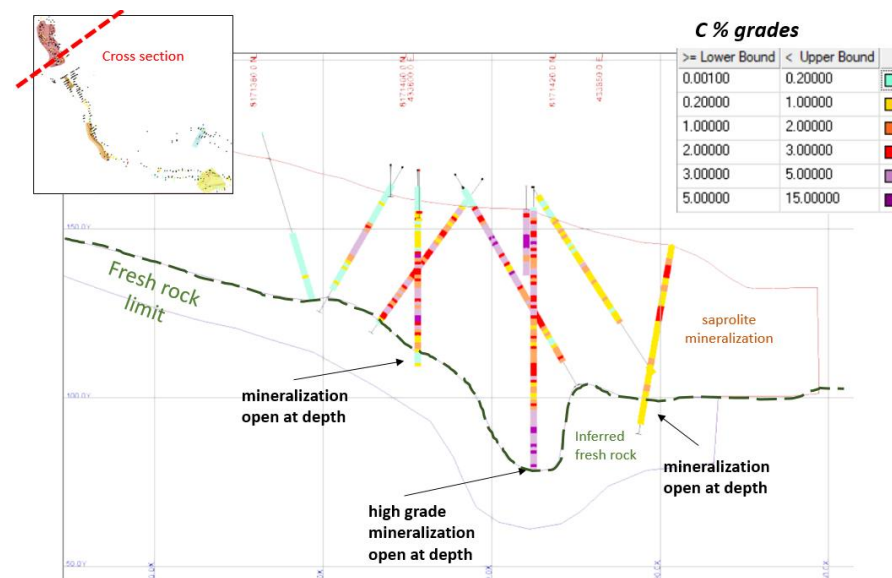 Cross section
C % grades
>= Lower Bound < Upper Bound
0.00100 0.20000
0.20000 1.00000
1.00000 2.00000
2.00000 3.00000
3.00000 5.00000
5.00000 15.00000
150.0Y
Fresh rock
limit
saprolite
mineralization
mineralization
open at depth
Inferred
fresh rock
mineralization
open at depth
high grade
mineralization
open at depth